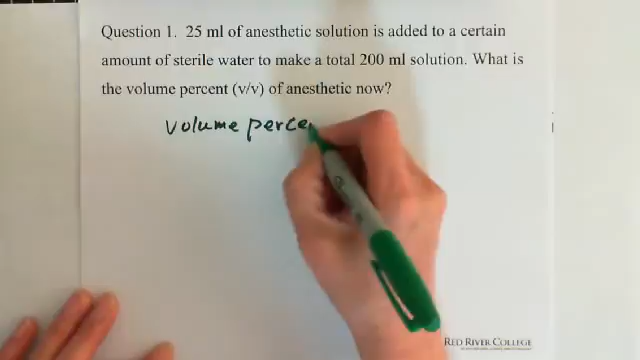 Question 1. 25 ml of anesthetic solution is added to a certain
amount of sterile water to make a total 200 ml solution. What is
the volume percent (v/v) of anesthetic now?
volume perce
RED RIVER COLLEGE